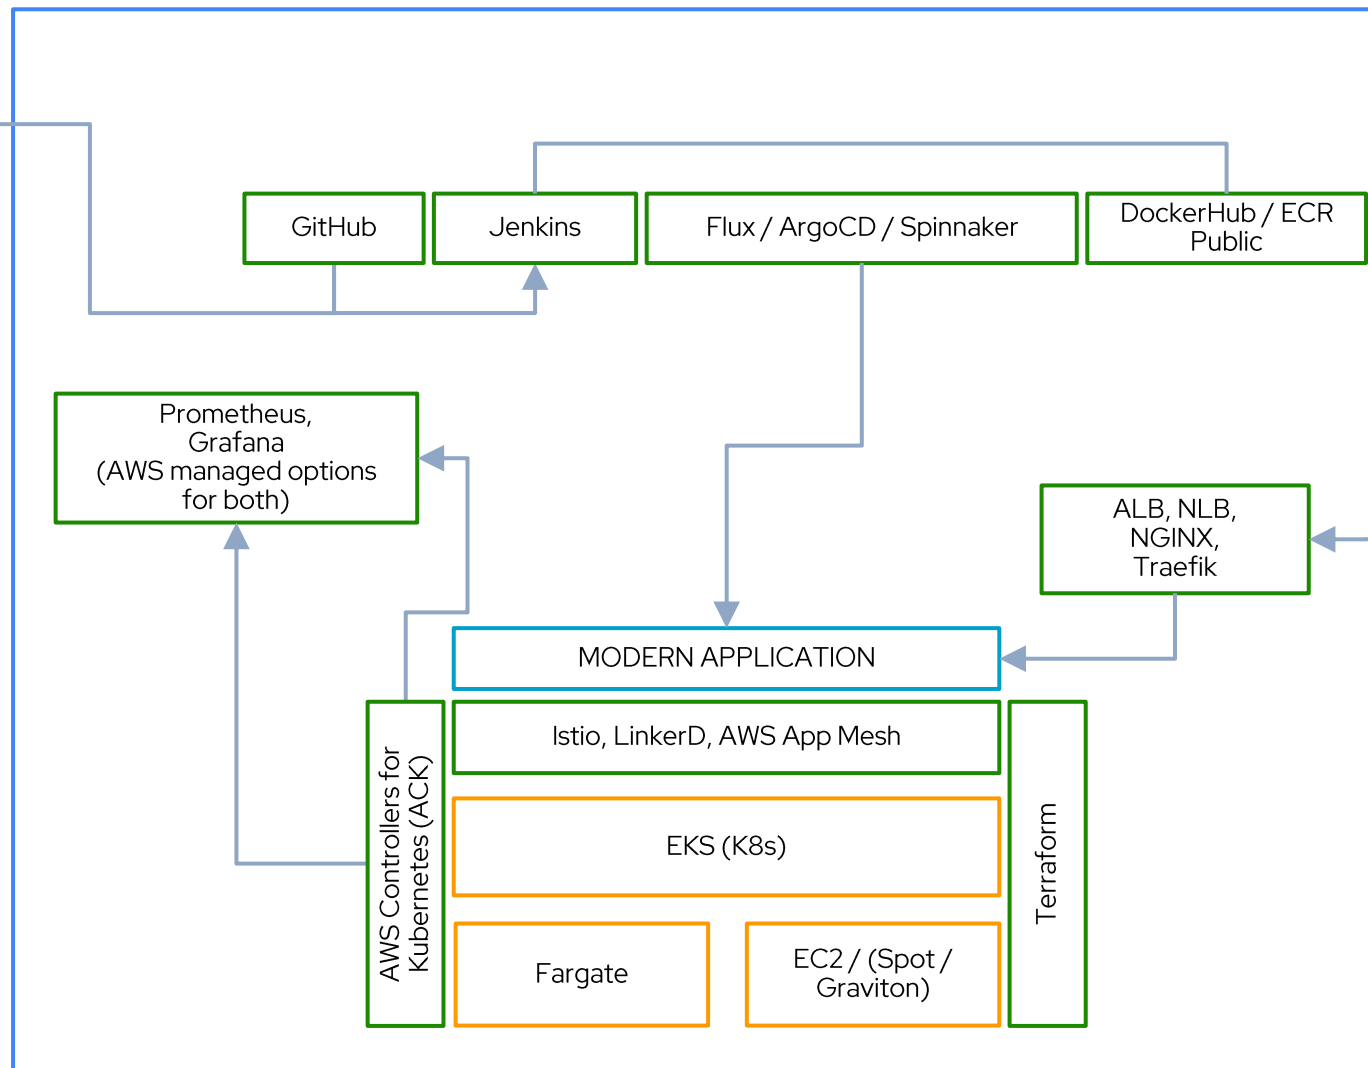 GitHub
Jenkins
Flux / ArgoCD / Spinnaker
DockerHub / ECR
Public
Prometheus,
Grafana
(AWS managed options
for both)
ALB, NLB,
NGINX,
Traefik
MODERN APPLICATION
Istio, LinkerD, AWS App Mesh
AWS Controllers for
Kubernetes (ACK)
EKS (K8s)
Terraform
Fargate
EC2 / (Spot /
Graviton)